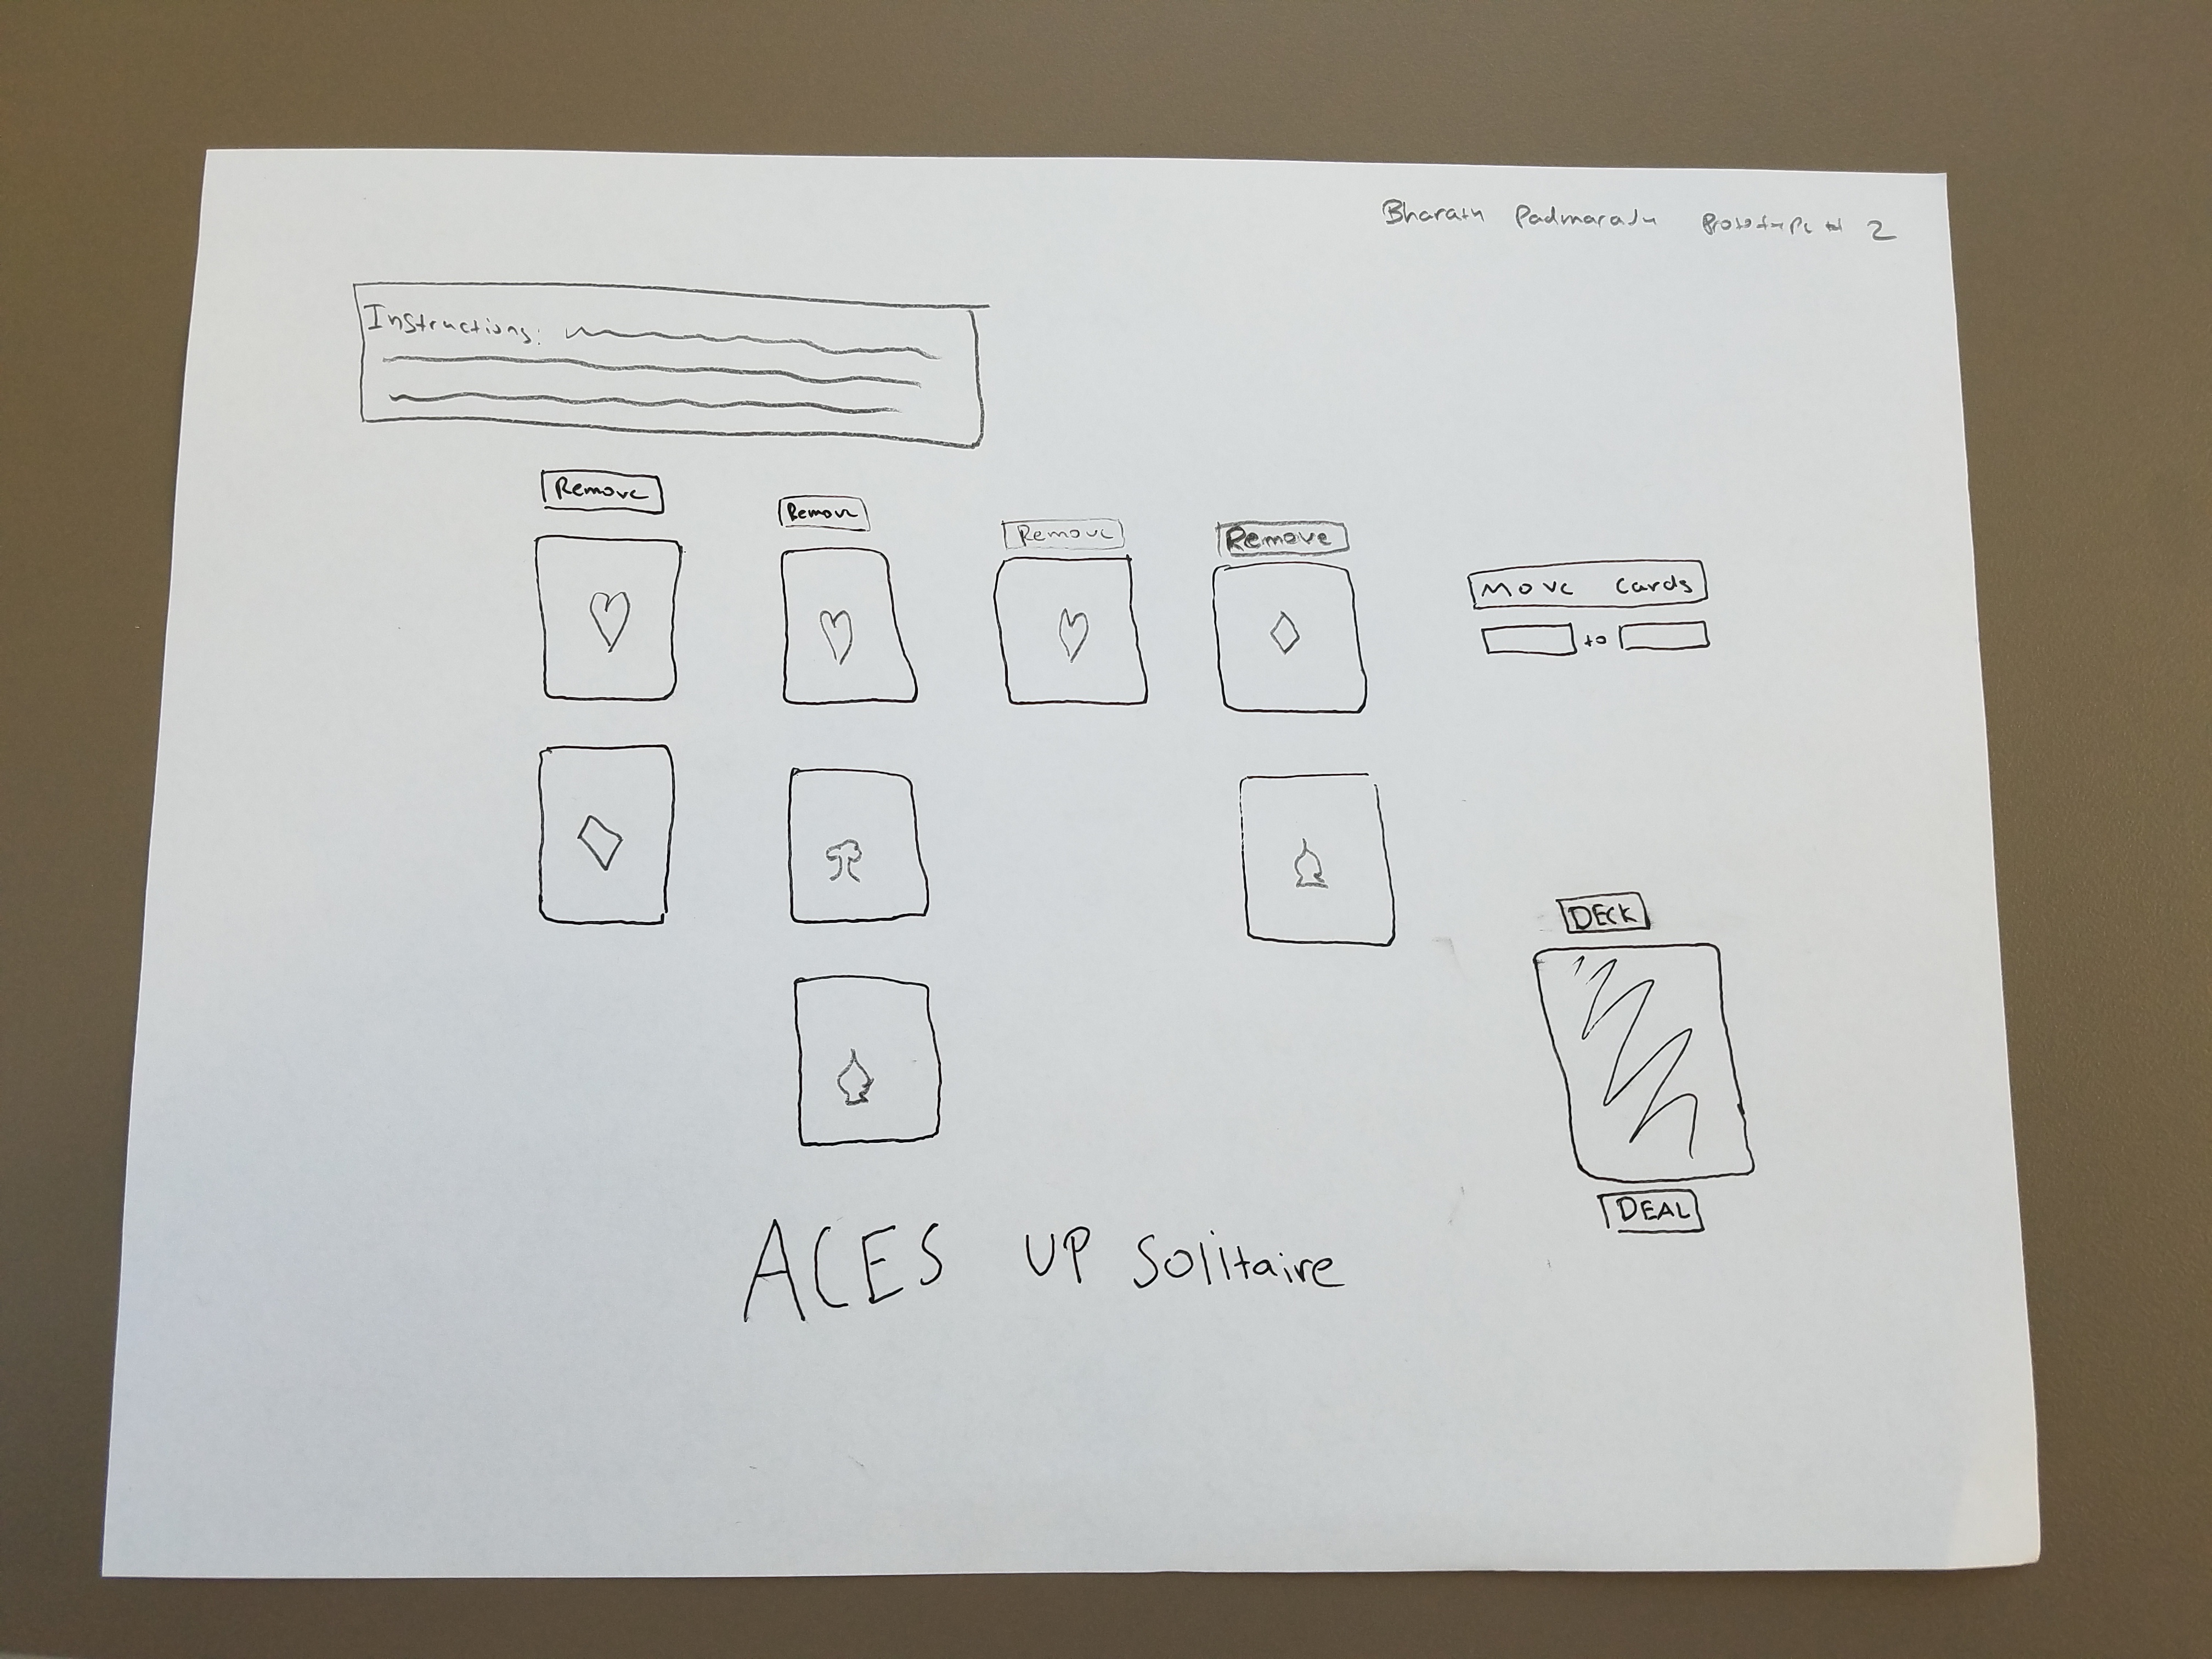 Bharath Padmaraju Prototype # 2
Instructions:
Remove
Remove
Remove
Remove
Move Cards
to
DECK
DEAL
ACES UP Solitaire